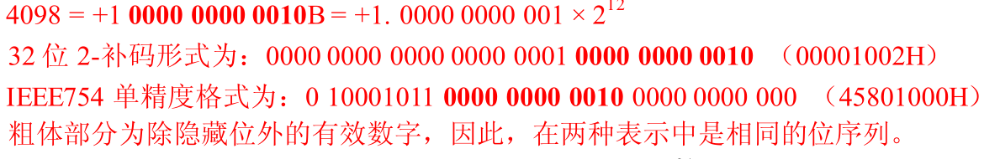 4098 = +1 0000 0000 0010B = +1. 0000 0000 001 × 2^12
32 位 2-补码形式为：0000 0000 0000 0000 0001 0000 0000 0010 （00001002H）
IEEE754 单精度格式为：0 10001011 0000 0000 0010 0000 0000 000 （45801000H）
粗体部分为除隐藏位外的有效数字，因此，在两种表示中是相同的位序列。